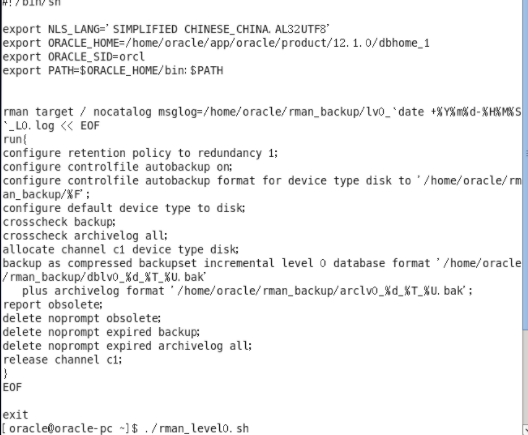 #!/bin/sh
export NLS_LANG='SIMPLIFIED CHINESE_CHINA.AL32UTF8'
export ORACLE_HOME=/home/oracle/app/oracle/product/12.1.0/dbhome_1
export ORACLE_SID=orcl
export PATH=$ORACLE_HOME/bin:$PATH
rman target / nocatalog msglog=/home/oracle/rman_backup/lv0_`date +%Y%m%d-%H%M%S
`_L0.log << EOF
run{
configure retention policy to redundancy 1;
configure controlfile autobackup on;
configure controlfile autobackup format for device type disk to '/home/oracle/rm
an_backup/%F';
configure default device type to disk;
crosscheck backup;
crosscheck archivelog all;
allocate channel c1 device type disk;
backup as compressed backupset incremental level 0 database format '/home/oracle
/rman_backup/dblv0_%d_%T_%U.bak'
plus archivelog format '/home/oracle/rman_backup/arclv0_%d_%T_%U.bak';
report obsolete;
delete noprompt obsolete;
delete noprompt expired backup;
delete noprompt expired archivelog all;
release channel c1;
}
EOF
exit
[oracle@oracle-pc ~]$ ./rman_level0.sh